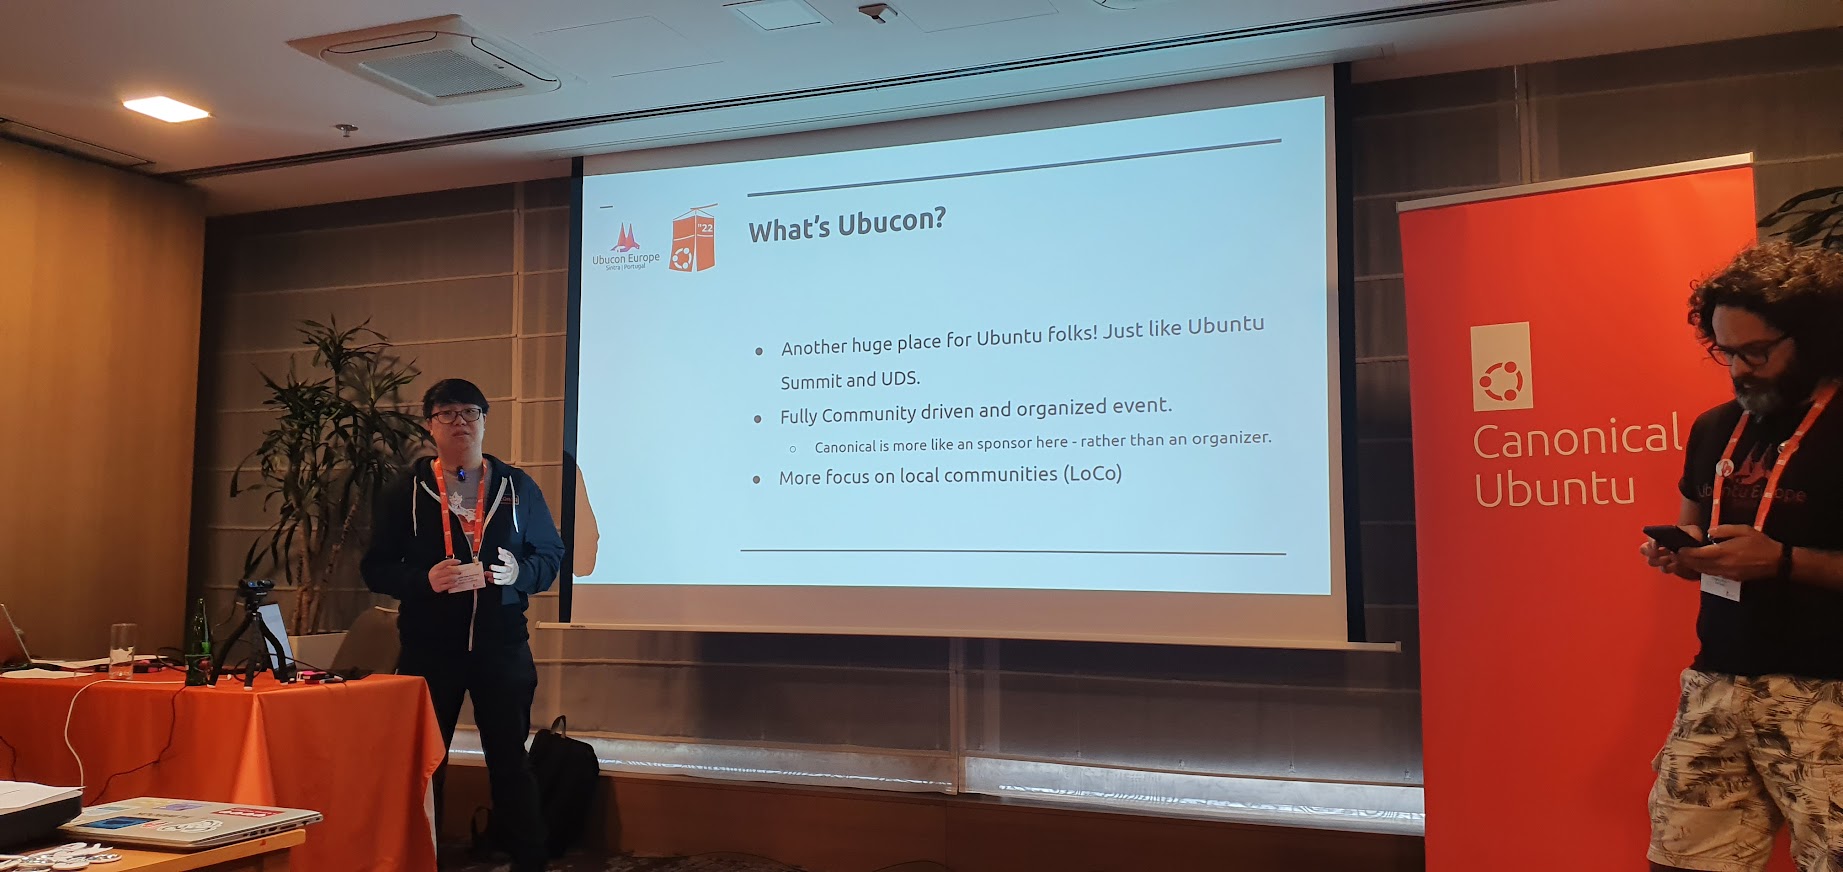 Ubucon Europe
Sintra | Portugal
"22
What's Ubucon?
● Another huge place for Ubuntu folks! Just like Ubuntu
Summit and UDS.
● Fully Community driven and organized event.
○ Canonical is more like an sponsor here - rather than an organizer.
● More focus on local communities (LoCo)
Canonical
Ubuntu
Ubuntu Europe